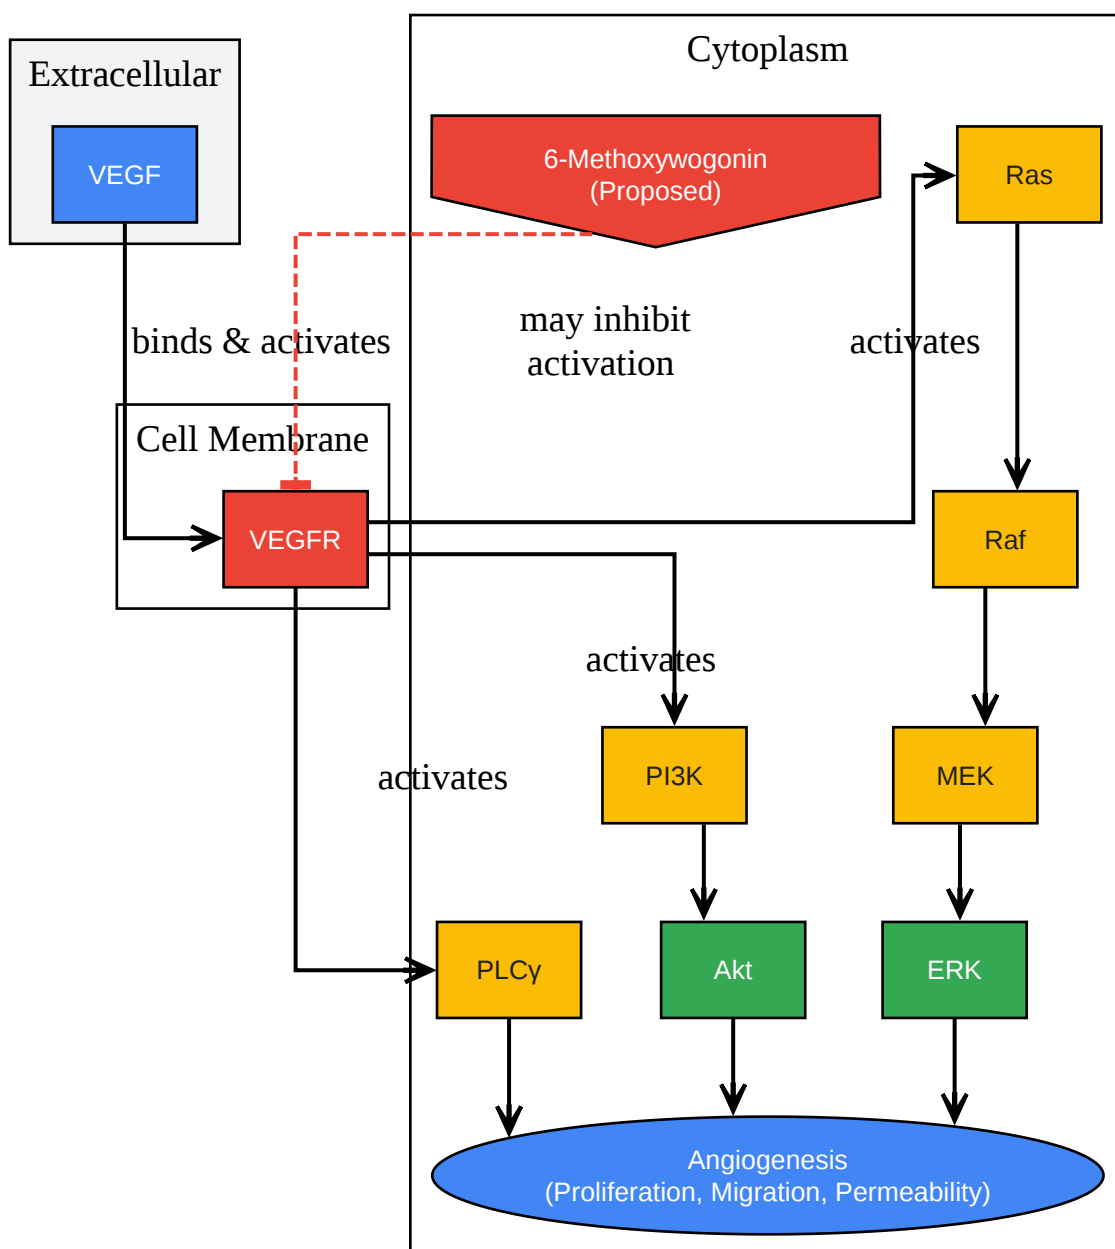 Cytoplasm
Extracellular
VEGF
6-Methoxywogonin
(Proposed)
Ras
binds & activates
may inhibit
activation
activates
Cell Membrane
VEGFR
Raf
activates
activates
PI3K
MEK
PLCγ
Akt
ERK
Angiogenesis
(Proliferation, Migration, Permeability)